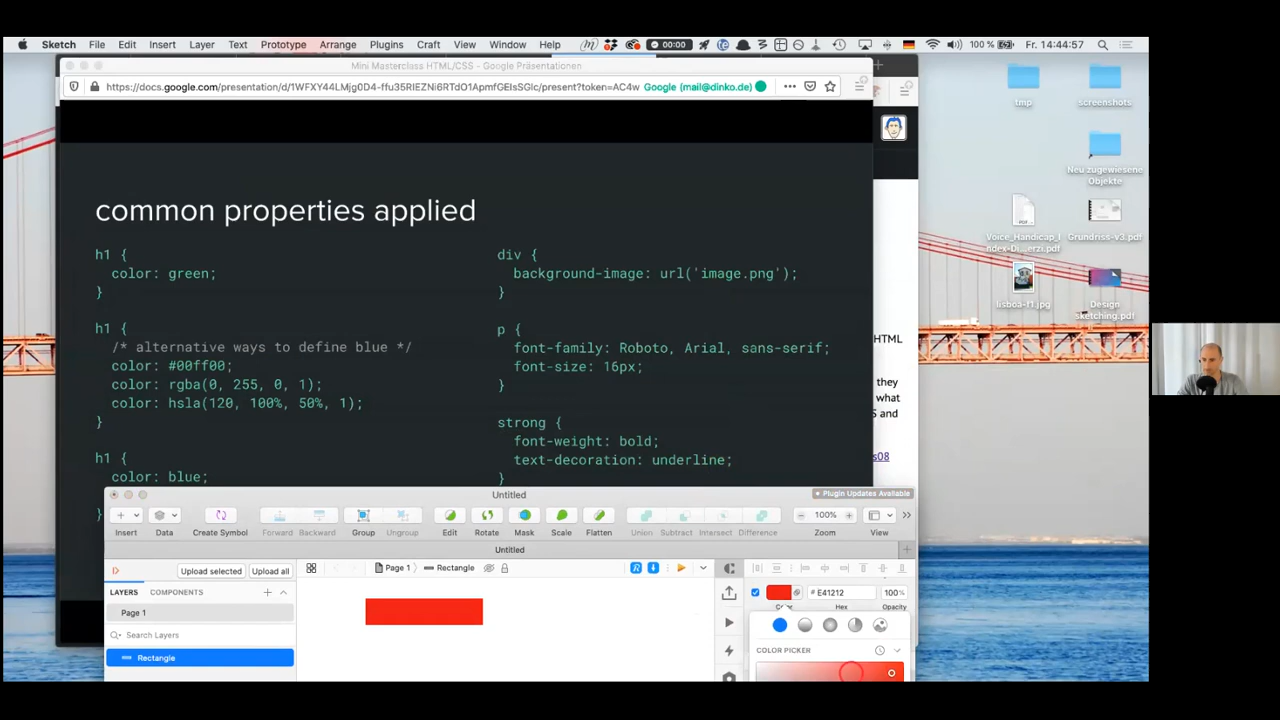 Sketch File Edit Insert Layer Text Prototype Arrange Plugins Craft View Window Help 00:00 100 % Fr. 14:44:57
Mini Masterclass HTML/CSS - Google Präsentationen
https://docs.google.com/presentation/d/1WFXY44LMjg0D4-ffu35RIEZNi6RTdO1ApmfGEIsSGlc/present?token=AC4w Google (mail@dinko.de)
tmp
screenshots
Neu zugewiesene
Objekte
Voice_Handicap_I
ndex-Di...erzi.pdf
Grundriss-v3.pdf
lisboa-f1.jpg
Design
sketching.pdf
common properties applied
h1 {
color: green;
}
h1 {
/* alternative ways to define blue */
color: #00ff00;
color: rgba(0, 255, 0, 1);
color: hsla(120, 100%, 50%, 1);
}
h1 {
color: blue;
}
div {
background-image: url('image.png');
}
p {
font-family: Roboto, Arial, sans-serif;
font-size: 16px;
}
strong {
font-weight: bold;
text-decoration: underline;
}
HTML
they
what
S and
s08
Untitled
Plugin Updates Available
100%
Insert Data Create Symbol Forward Backward Group Ungroup Edit Rotate Mask Scale Flatten Union Subtract Intersect Difference Zoom View
Untitled
Upload selected Upload all
Page 1 Rectangle
LAYERS COMPONENTS
Page 1
Search Layers
Rectangle
# E41212 100%
Color Hex Opacity
COLOR PICKER